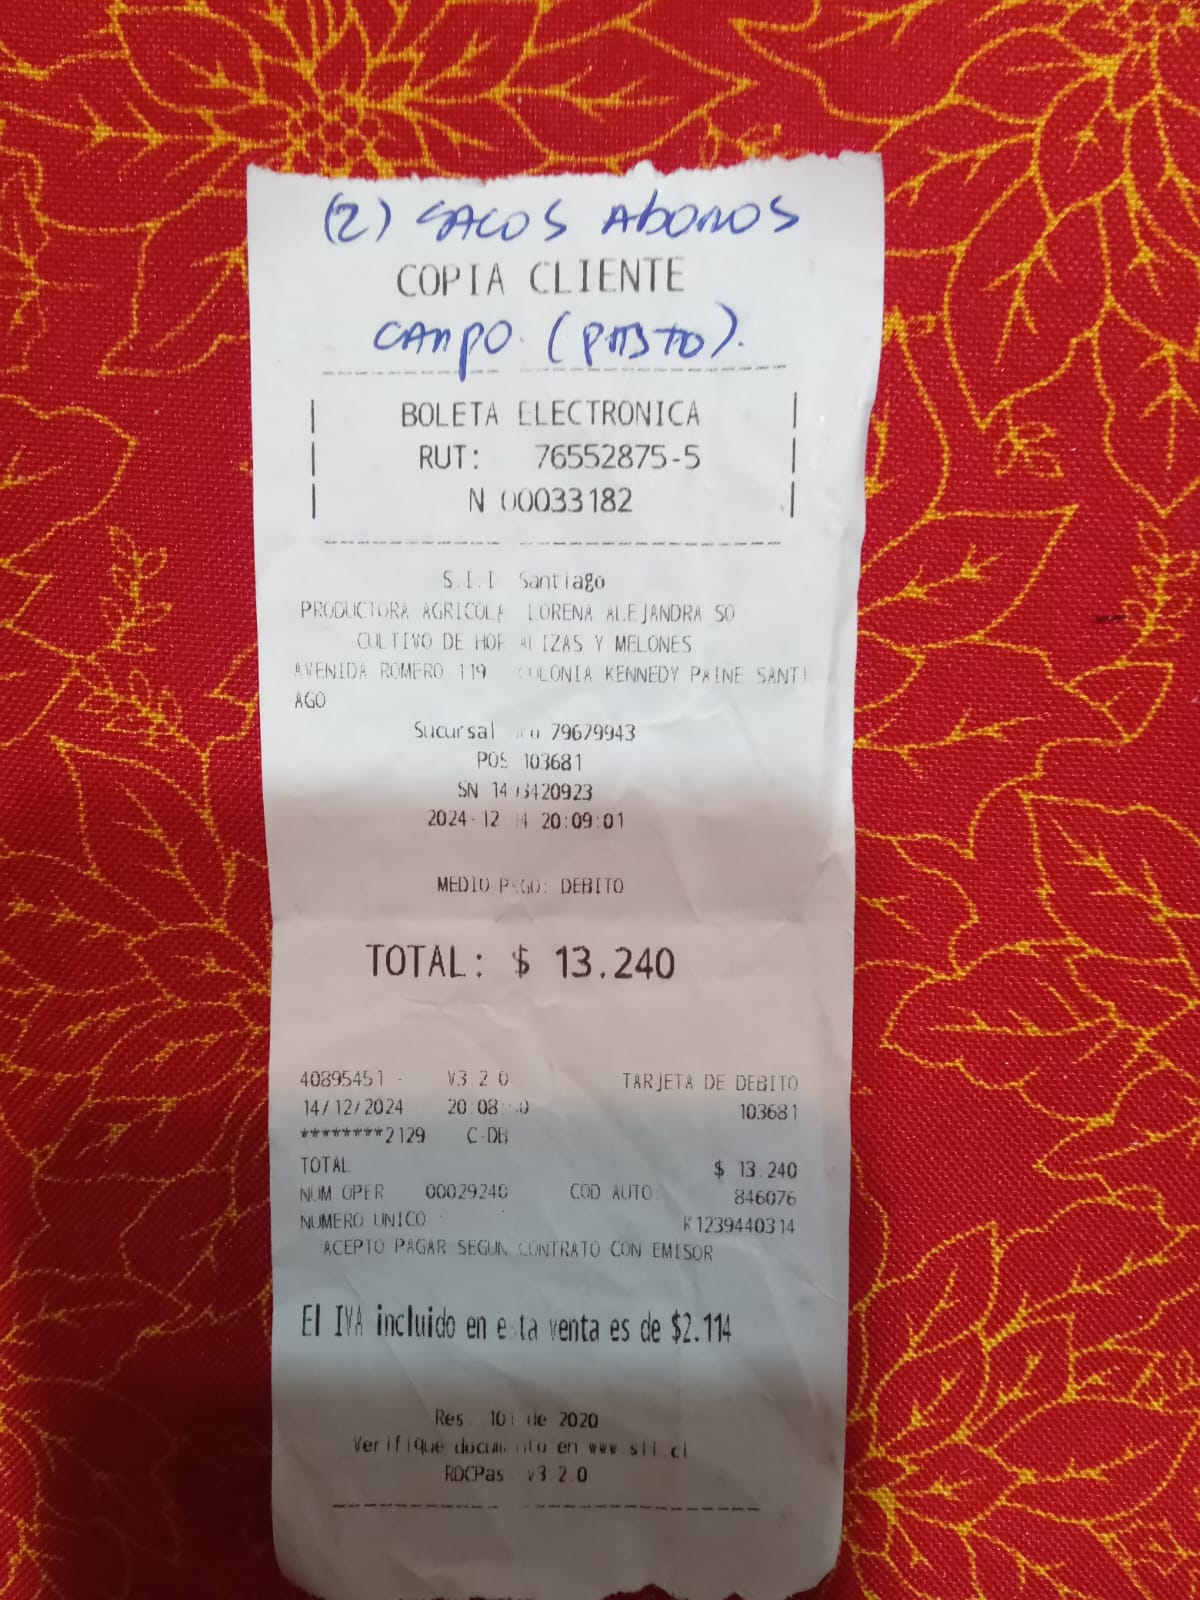 (2) SACOS ABONOS
COPIA CLIENTE
CAMPO. (PASTO).
BOLETA ELECTRONICA
RUT: 76552875-5
N 00033182
S.I.I Santiago
PRODUCTORA AGRICOLA LORENA ALEJANDRA SO
CULTIVO DE HORTALIZAS Y MELONES
AVENIDA ROMERO 119 COLONIA KENNEDY PAINE SANTI
AGO
Sucursal 79679943
POS 103681
SN
2024-12-14 20:09:01
MEDIO PAGO: DEBITO
TOTAL: $ 13.240
40895451 - V3.2.0 TARJETA DE DEBITO
14/12/2024 103681
********2129 C-DB
TOTAL $ 13.240
NUM OPER 00029240 COD AUTO 846076
NUMERO UNICO K1239440314
ACEPTO PAGAR SEGUN CONTRATO CON EMISOR
El IVA incluido en esta venta es de $2.114
Res. de 2020
Verifique documento en www.sii.cl
RDCPas v3.2.0